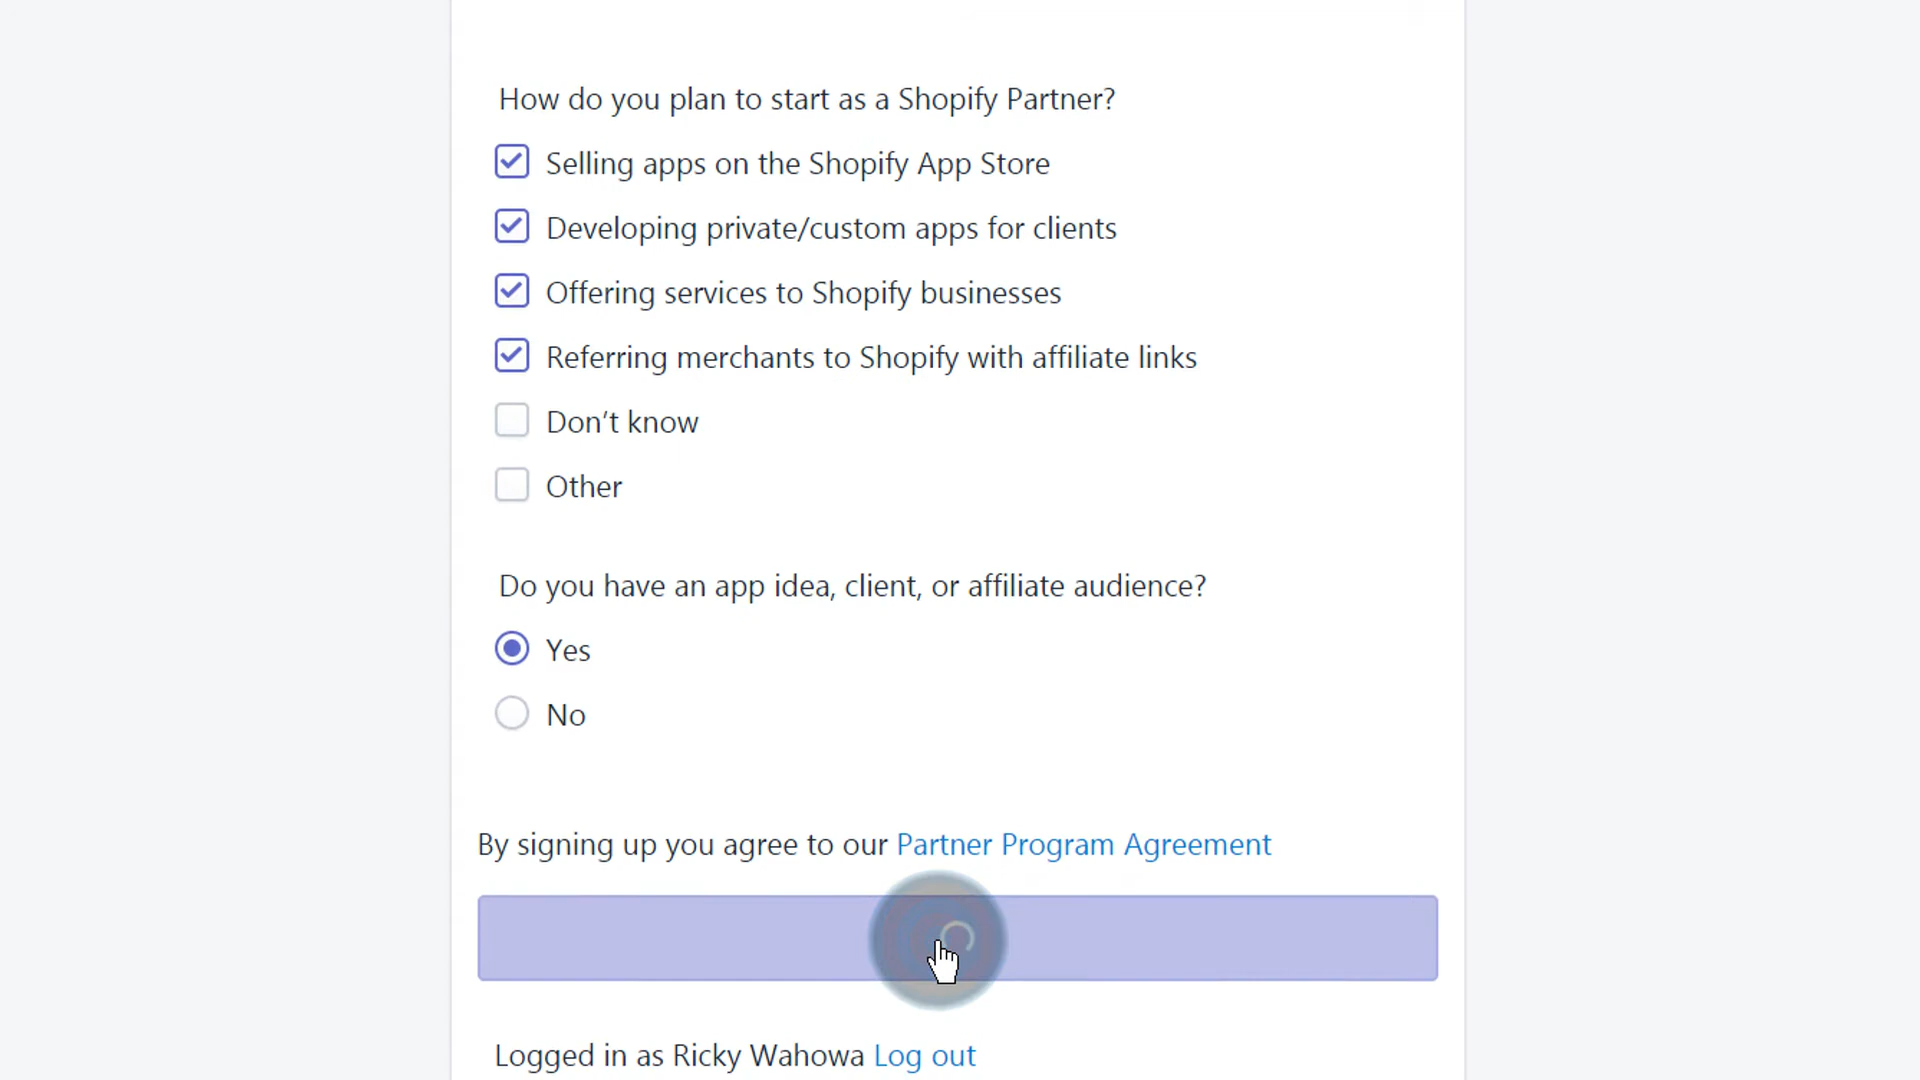 How do you plan to start as a Shopify Partner?
Selling apps on the Shopify App Store
Developing private/custom apps for clients
Offering services to Shopify businesses
Referring merchants to Shopify with affiliate links
Don’t know
Other
Do you have an app idea, client, or affiliate audience?
Yes
No
By signing up you agree to our Partner Program Agreement
Logged in as Ricky Wahowa Log out